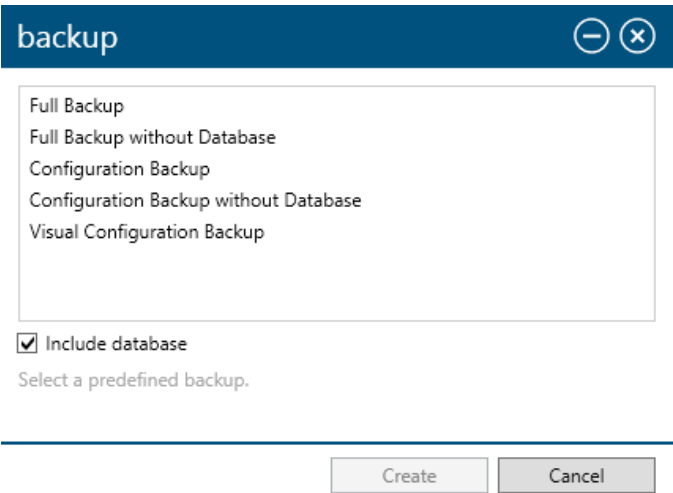 backup
Full Backup
Full Backup without Database
Configuration Backup
Configuration Backup without Database
Visual Configuration Backup
Include database
Select a predefined backup.
Create
Cancel